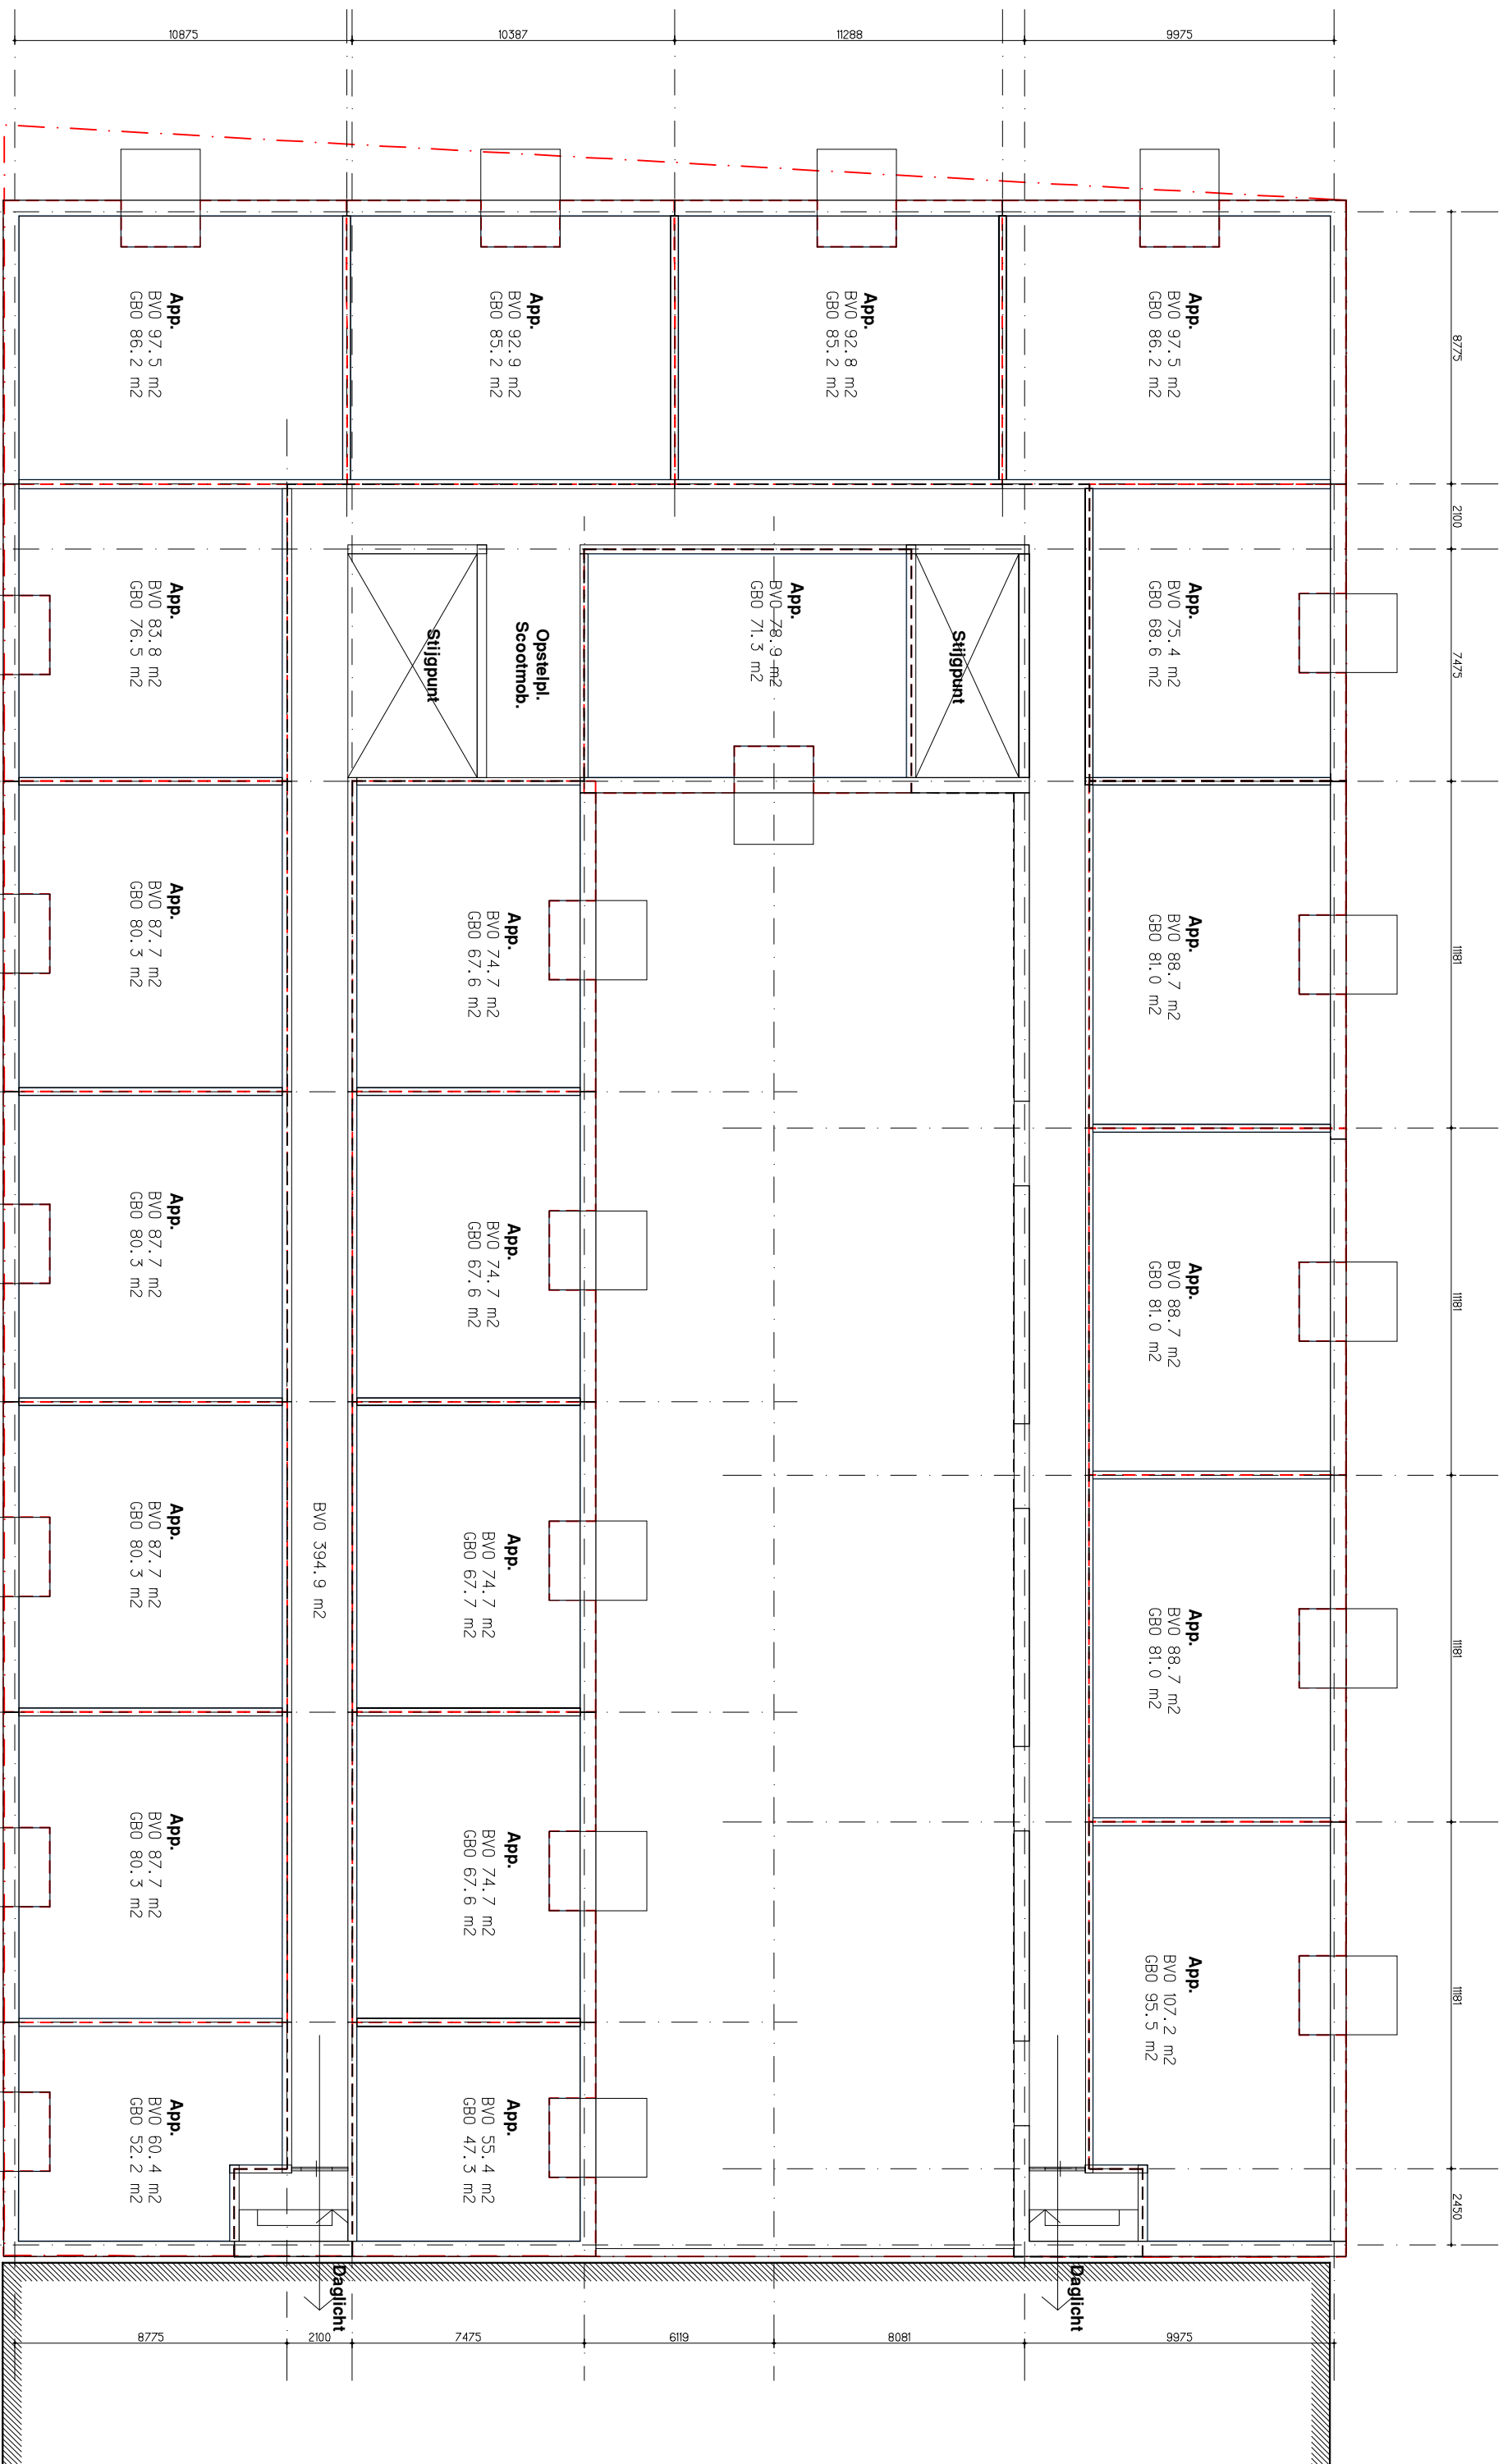 10875
10387
11288
9975
App.
BVO 97.5 m2
GBO 86.2 m2
App.
BVO 92.9 m2
GBO 85.2 m2
App.
BVO 92.8 m2
GBO 85.2 m2
App.
BVO 97.5 m2
GBO 86.2 m2
8775
2100
7475
11181
11181
11181
11181
2450
App.
BVO 83.8 m2
GBO 76.5 m2
Stijgpunt
Opstelpl.
Scootmob.
App.
BVO 78.9 m2
GBO 71.3 m2
Stijgpunt
App.
BVO 75.4 m2
GBO 68.6 m2
App.
BVO 87.7 m2
GBO 80.3 m2
App.
BVO 74.7 m2
GBO 67.6 m2
App.
BVO 88.7 m2
GBO 81.0 m2
App.
BVO 87.7 m2
GBO 80.3 m2
App.
BVO 74.7 m2
GBO 67.6 m2
App.
BVO 88.7 m2
GBO 81.0 m2
App.
BVO 87.7 m2
GBO 80.3 m2
BVO 394.9 m2
App.
BVO 74.7 m2
GBO 67.7 m2
App.
BVO 88.7 m2
GBO 81.0 m2
App.
BVO 87.7 m2
GBO 80.3 m2
App.
BVO 74.7 m2
GBO 67.6 m2
App.
BVO 107.2 m2
GBO 95.5 m2
App.
BVO 60.4 m2
GBO 52.2 m2
App.
BVO 55.4 m2
GBO 47.3 m2
Daglicht
Daglicht
8775
2100
7475
6119
8081
9975